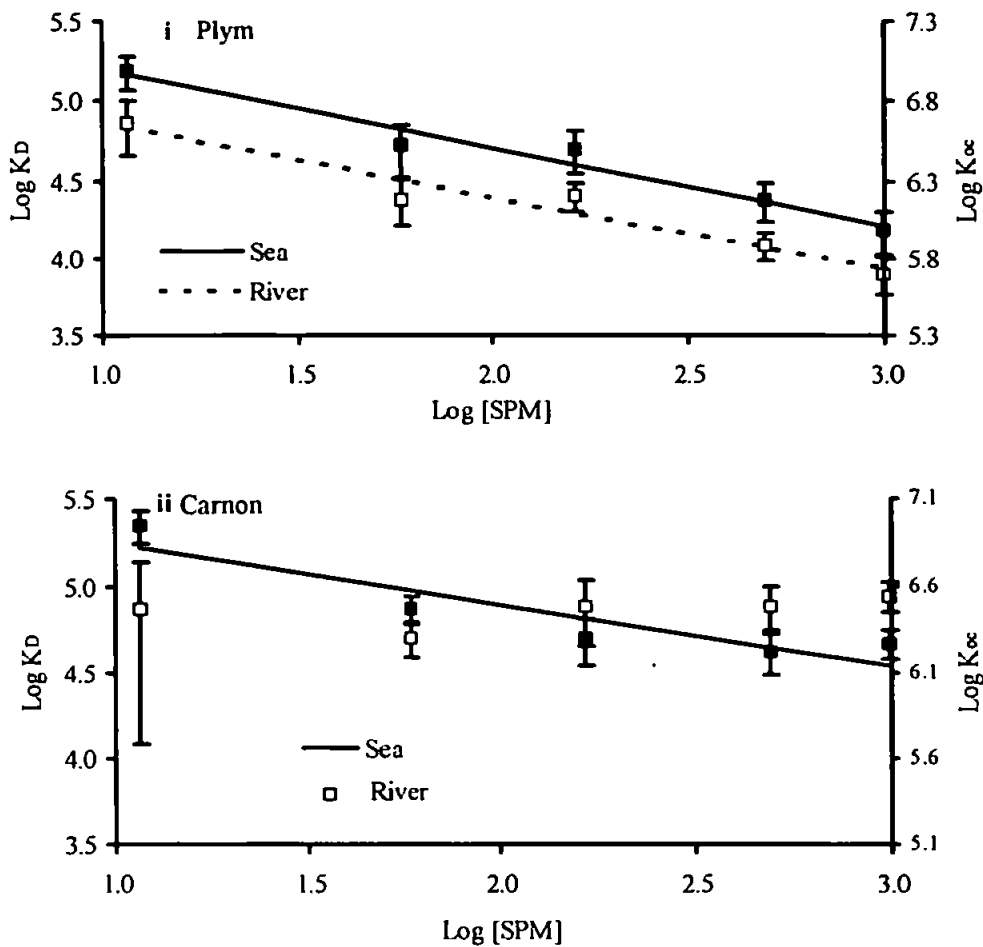 i Plym
5.5
5.0
4.5
4.0
3.5
Log KD
7.3
6.8
6.3
5.8
5.3
Log Koc
Sea
River
1.0 1.5 2.0 2.5 3.0
Log [SPM]
ii Carnon
5.5
5.0
4.5
4.0
3.5
Log KD
7.1
6.6
6.1
5.6
5.1
Log Koc
Sea
River
1.0 1.5 2.0 2.5 3.0
Log [SPM]